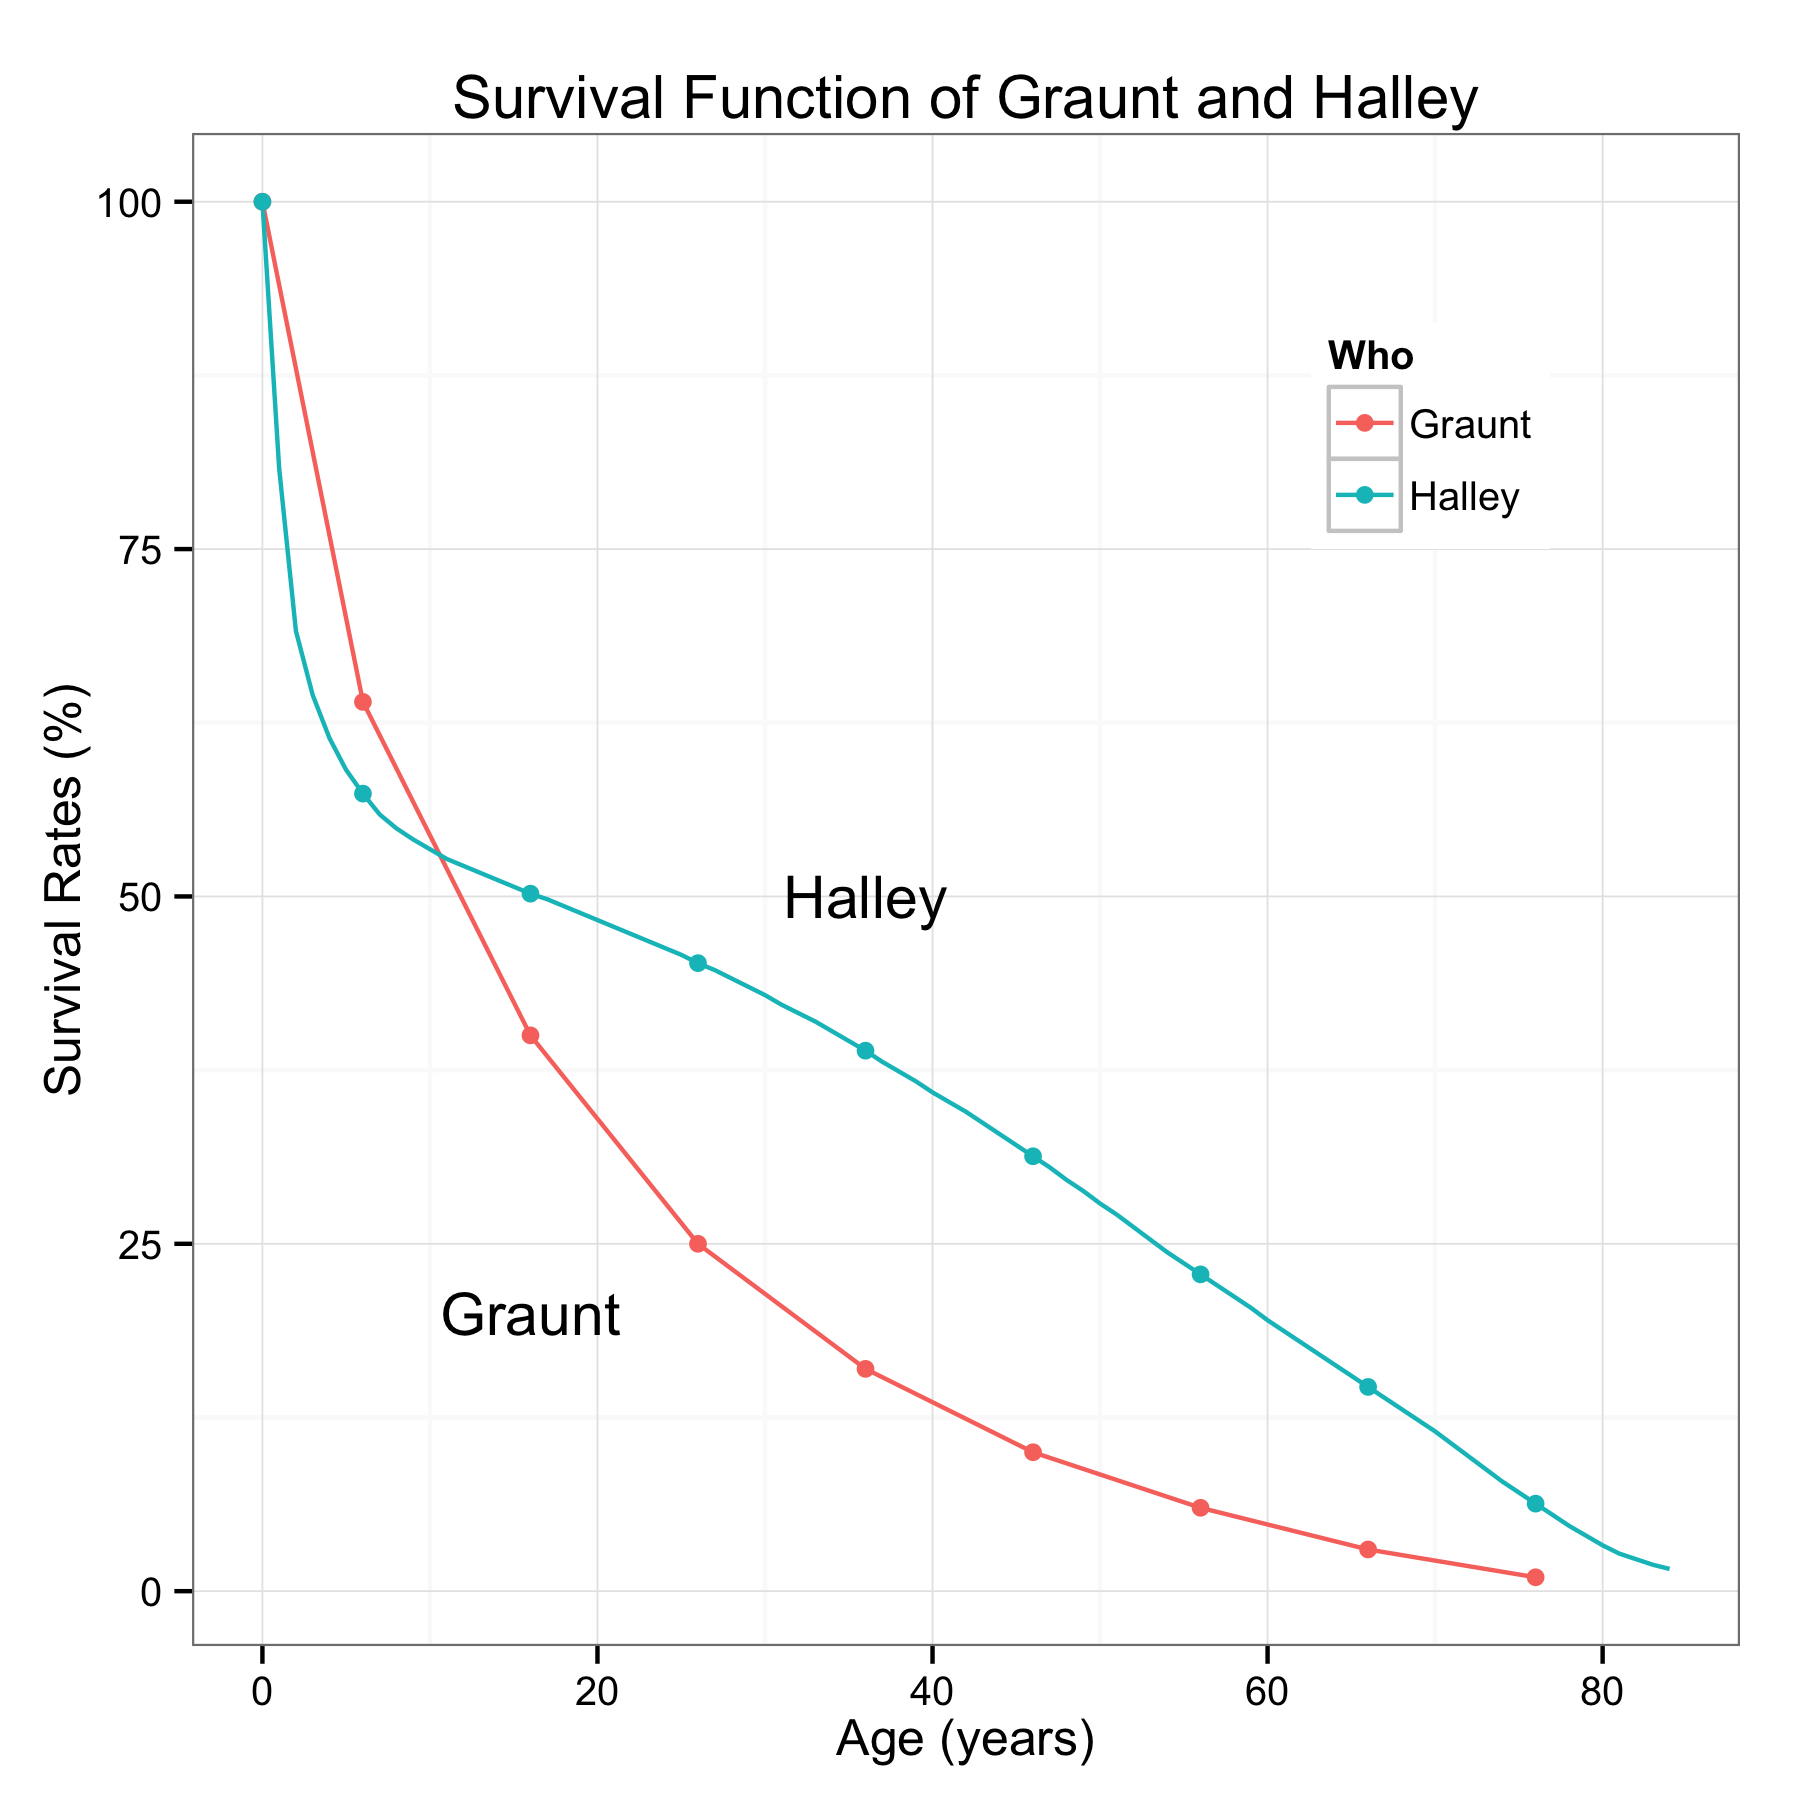 Survival Function of Graunt and Halley
100
75
50
25
0
Survival Rates (%)
Who
Graunt
Halley
Halley
Graunt
0 20 40 60 80
Age (years)